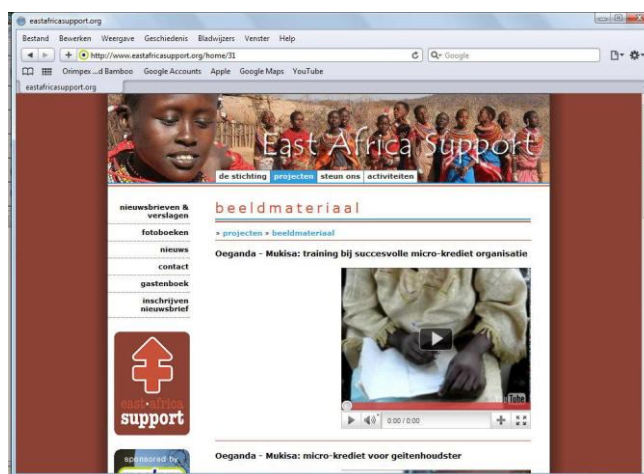 eastafricasupport.org
Bestand Bewerken Weergave Geschiedenis Bladwijzers Venster Help
http://www.eastafricasupport.org/home/31
Google
Orimpex ...d Bamboo Google Accounts Apple Google Maps YouTube
eastafricasupport.org
East Africa Support
de stichting projecten steun ons activiteiten
nieuwsbrieven &
verslagen
fotoboeken
nieuws
contact
gastenboek
inschrijven
nieuwsbrief
east•africa
support
sponsored by
beeldmateriaal
» projecten » beeldmateriaal
Oeganda - Mukisa: training bij succesvolle micro-krediet organisatie
Tube
0:00 / 0:00
Oeganda - Mukisa: micro-krediet voor geitenhoudster